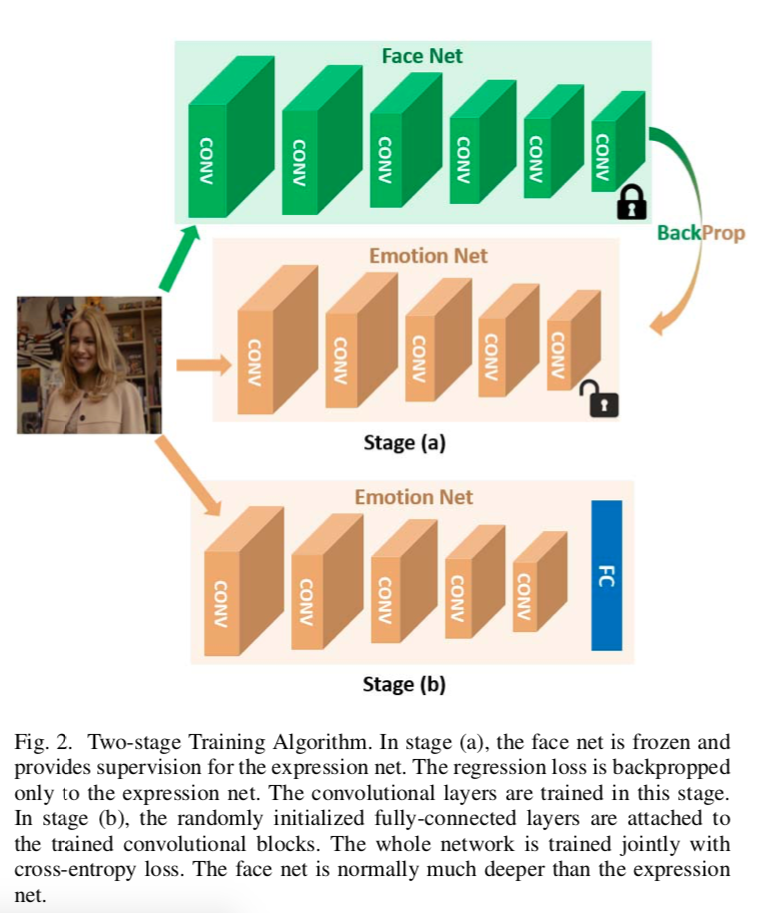 Face Net
CONV
CONV
CONV
CONV
CONV
CONV
BackProp
Emotion Net
CONV
CONV
CONV
CONV
CONV
Stage (a)
Emotion Net
CONV
CONV
CONV
CONV
CONV
FC
Stage (b)
Fig. 2. Two-stage Training Algorithm. In stage (a), the face net is frozen and
provides supervision for the expression net. The regression loss is backpropped
only to the expression net. The convolutional layers are trained in this stage.
In stage (b), the randomly initialized fully-connected layers are attached to
the trained convolutional blocks. The whole network is trained jointly with
cross-entropy loss. The face net is normally much deeper than the expression
net.